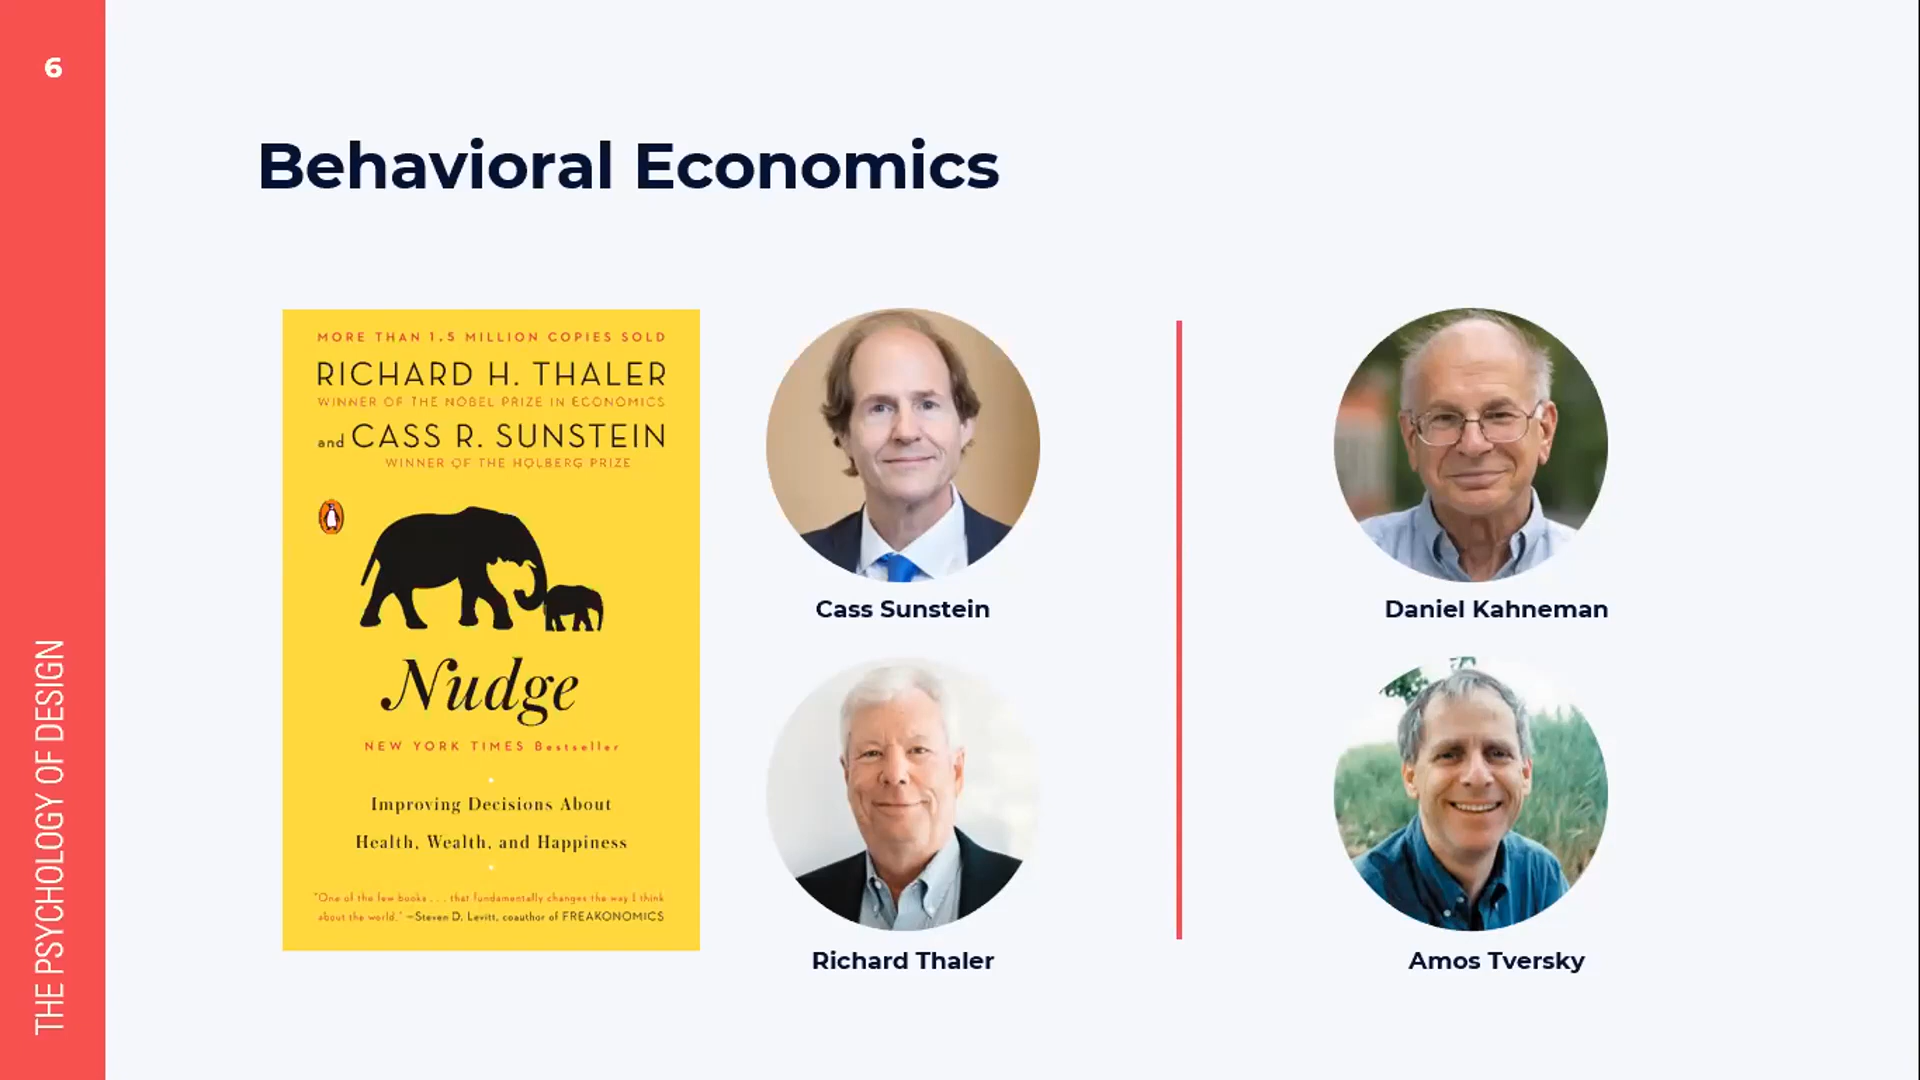 6
THE PSYCHOLOGY OF DESIGN
Behavioral Economics
MORE THAN 1.5 MILLION COPIES SOLD
RICHARD H. THALER
WINNER OF THE NOBEL PRIZE IN ECONOMICS
and CASS R. SUNSTEIN
WINNER OF THE HOLBERG PRIZE
Nudge
NEW YORK TIMES Bestseller
Improving Decisions About
Health, Wealth, and Happiness
"One of the few books . . . that fundamentally changes the way I think
about the world." —Steven D. Levitt, coauthor of FREAKONOMICS
Cass Sunstein
Richard Thaler
Daniel Kahneman
Amos Tversky